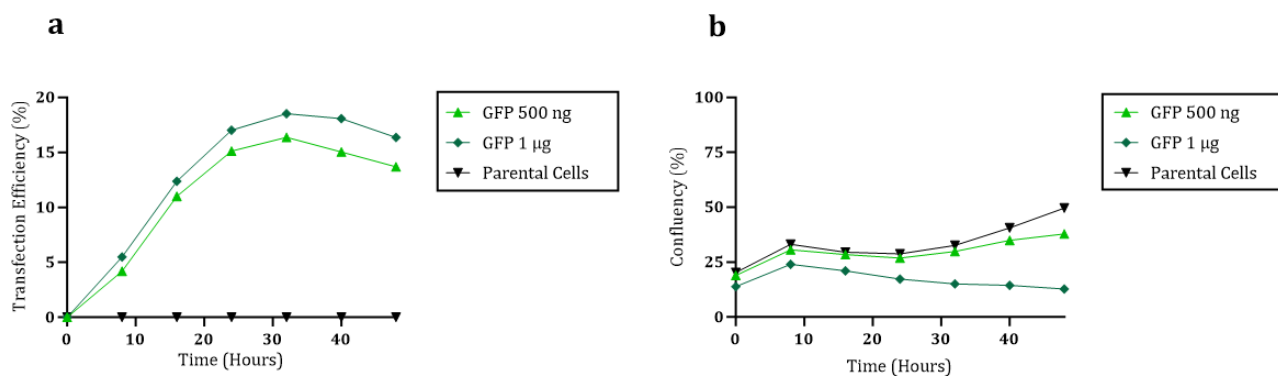 a
Transfection Efficiency (%)
20
15
10
5
0
0 10 20 30 40
Time (Hours)
GFP 500 ng
GFP 1 µg
Parental Cells
b
Confluency (%)
100
75
50
25
0
0 10 20 30 40
Time (Hours)
GFP 500 ng
GFP 1 µg
Parental Cells